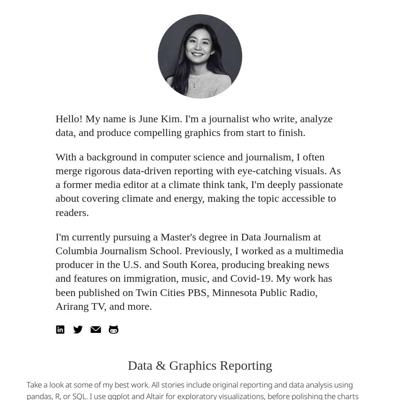 Hello! My name is June Kim. I'm a journalist who write, analyze
data, and produce compelling graphics from start to finish.
With a background in computer science and journalism, I often
merge rigorous data-driven reporting with eye-catching visuals. As
a former media editor at a climate think tank, I'm deeply passionate
about covering climate and energy, making the topic accessible to
readers.
I'm currently pursuing a Master's degree in Data Journalism at
Columbia Journalism School. Previously, I worked as a multimedia
producer in the U.S. and South Korea, producing breaking news
and features on immigration, music, and Covid-19. My work has
been published on Twin Cities PBS, Minnesota Public Radio,
Arirang TV, and more.
Data & Graphics Reporting
Take a look at some of my best work. All stories include original reporting and data analysis using
pandas, R, or SQL. I use ggplot and Altair for exploratory visualizations, before polishing the charts